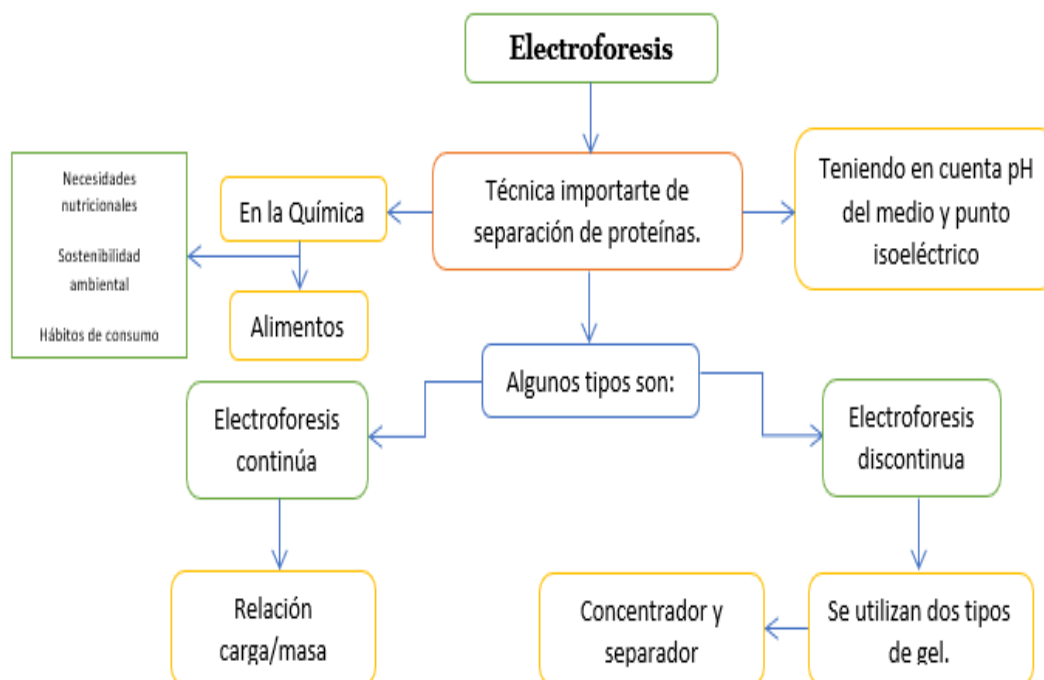 Electroforesis
Necesidades
nutricionales
Sostenibilidad
ambiental
Hábitos de consumo
En la Química
Técnica importarte de
separación de proteínas.
Teniendo en cuenta pH
del medio y punto
isoeléctrico
Alimentos
Algunos tipos son:
Electroforesis
continúa
Electroforesis
discontinua
Relación
carga/masa
Concentrador y
separador
Se utilizan dos tipos
de gel.